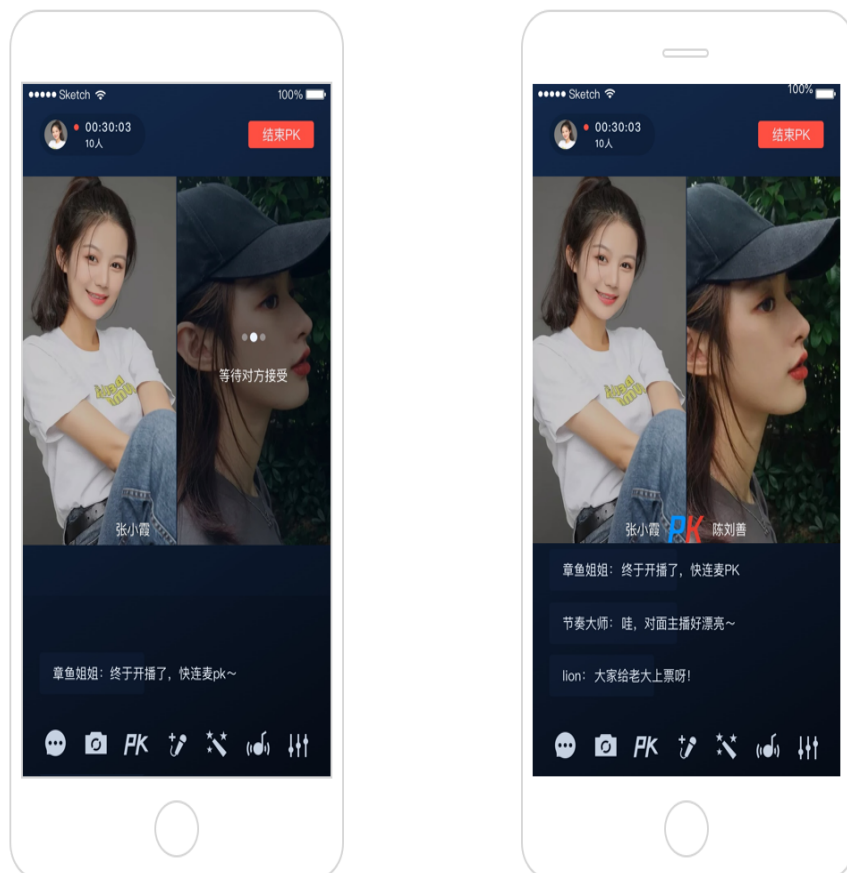 Sketch 100%
00:30:03
10人
结束PK
等待对方接受
张小霞
章鱼姐姐：终于开播了，快连麦pk～
PK
Sketch 100%
00:30:03
10人
结束PK
张小霞 PK 陈刘善
章鱼姐姐：终于开播了，快连麦PK
节奏大师：哇，对面主播好漂亮～
lion：大家给老大上票呀！
PK